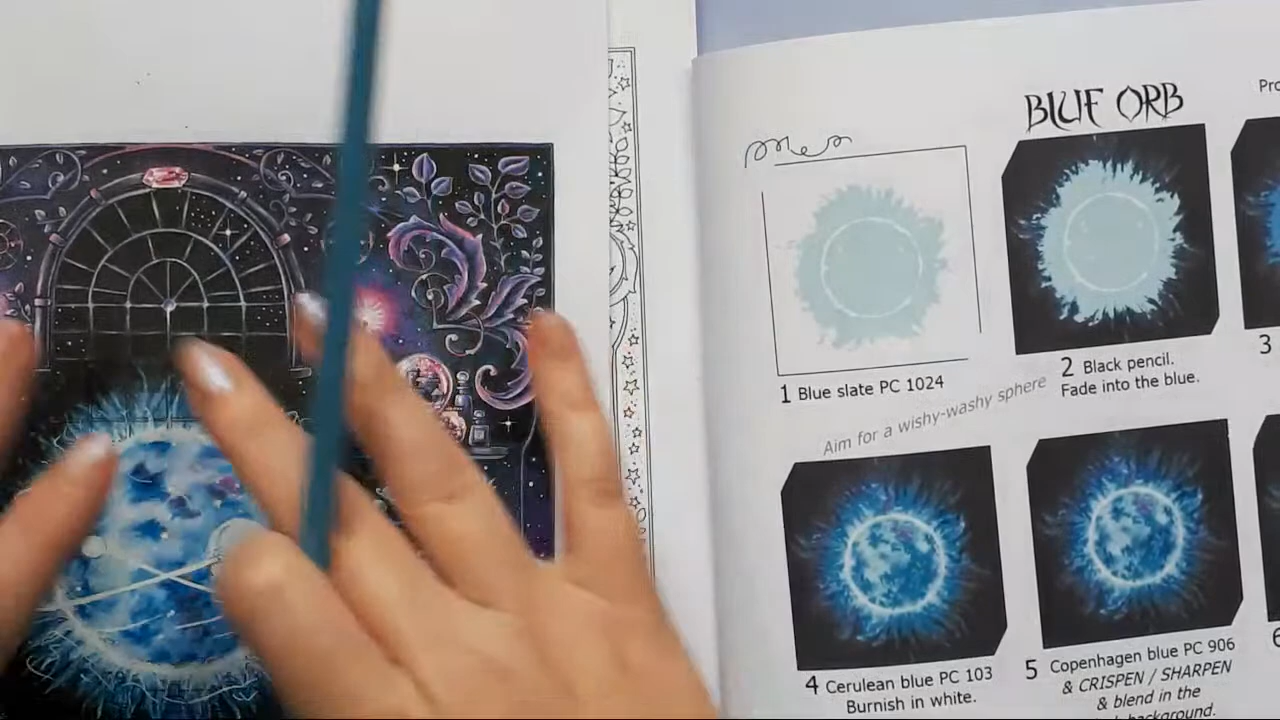 BLUE ORB
Pro
1 Blue slate PC 1024
2 Black pencil.
Fade into the blue.
3
Aim for a wishy-washy sphere
4 Cerulean blue PC 103
Burnish in white.
5 Copenhagen blue PC 906
& CRISPEN / SHARPEN
& blend in the
background.
6